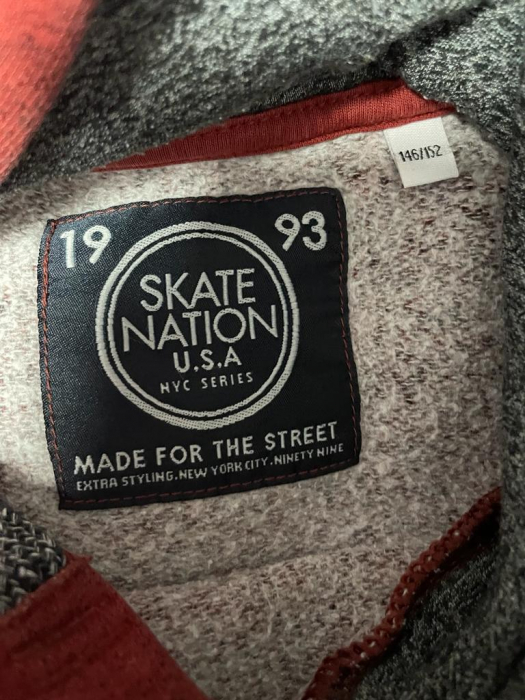 146/152
19 93
SKATE
NATION
U.S.A
NYC SERIES
MADE FOR THE STREET
EXTRA STYLING.NEW YORK CITY.NINETY NINE